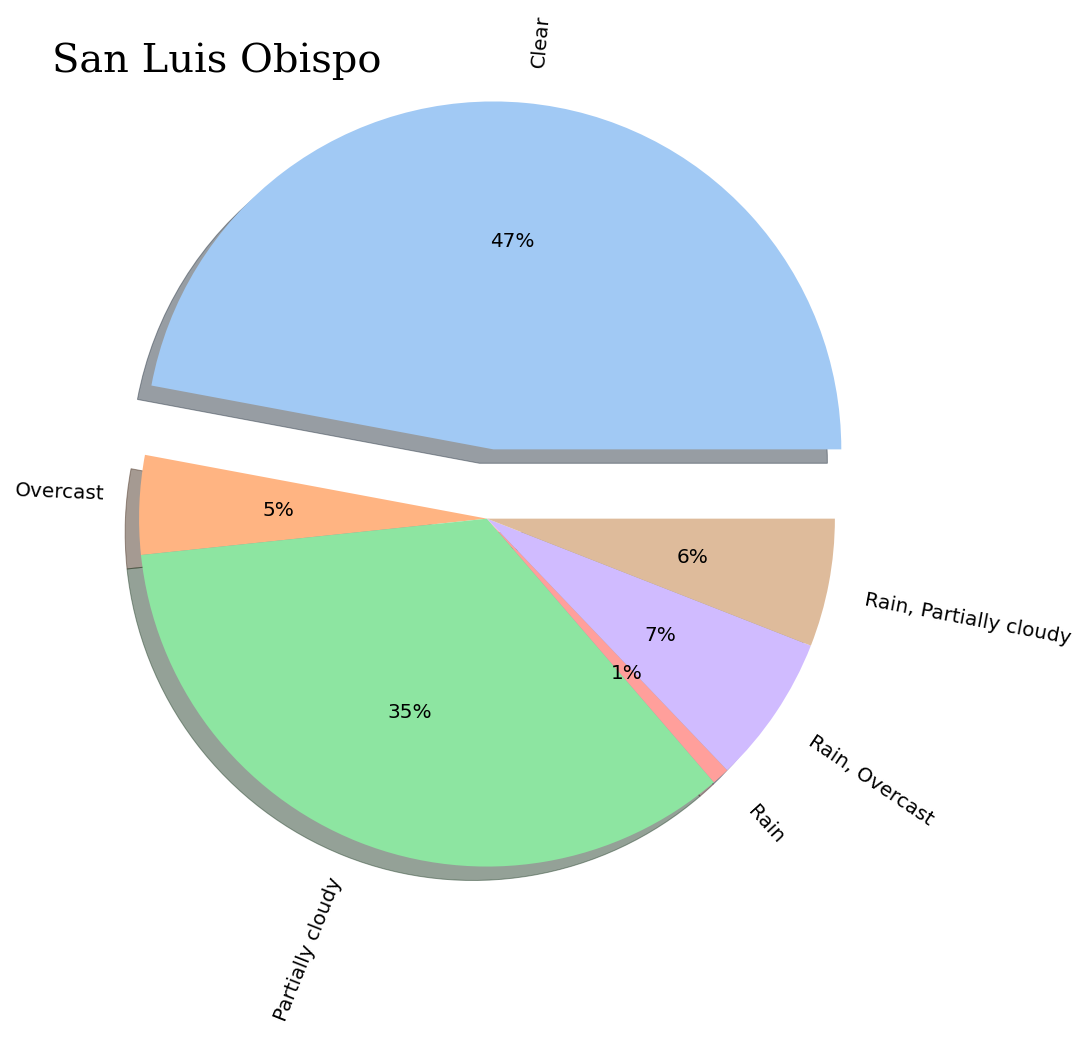 San Luis Obispo
Clear
47%
Overcast
5%
6%
Rain, Partially cloudy
7%
1%
35%
Rain, Overcast
Rain
Partially cloudy